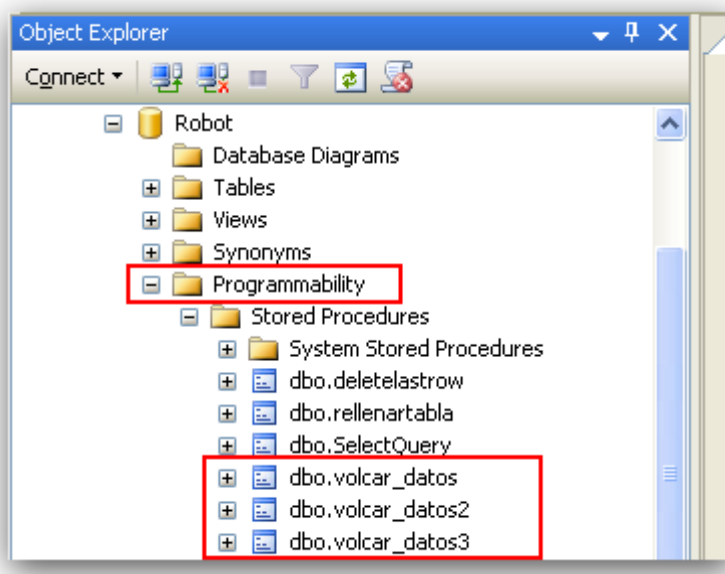 Object Explorer
Connect
Robot
Database Diagrams
Tables
Views
Synonyms
Programmability
Stored Procedures
System Stored Procedures
dbo.deletelastrow
dbo.rellenartabla
dbo.SelectQuery
dbo.volcar_datos
dbo.volcar_datos2
dbo.volcar_datos3